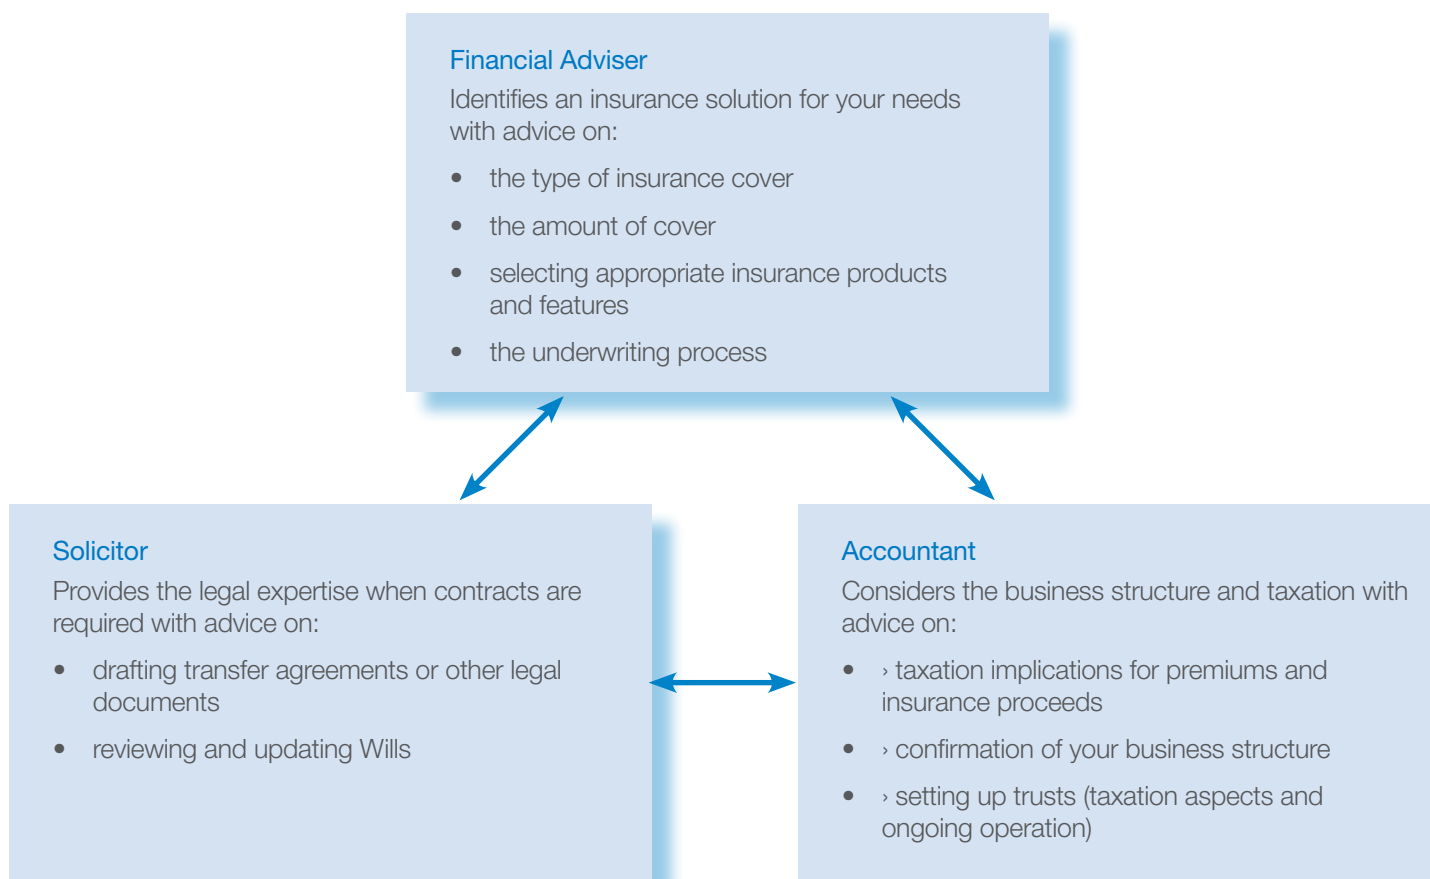 Financial Adviser
Identifies an insurance solution for your needs
with advice on:
• the type of insurance cover
• the amount of cover
• selecting appropriate insurance products
and features
• the underwriting process
Solicitor
Provides the legal expertise when contracts are
required with advice on:
• drafting transfer agreements or other legal
documents
• reviewing and updating Wills
Accountant
Considers the business structure and taxation with
advice on:
• › taxation implications for premiums and
insurance proceeds
• › confirmation of your business structure
• › setting up trusts (taxation aspects and
ongoing operation)